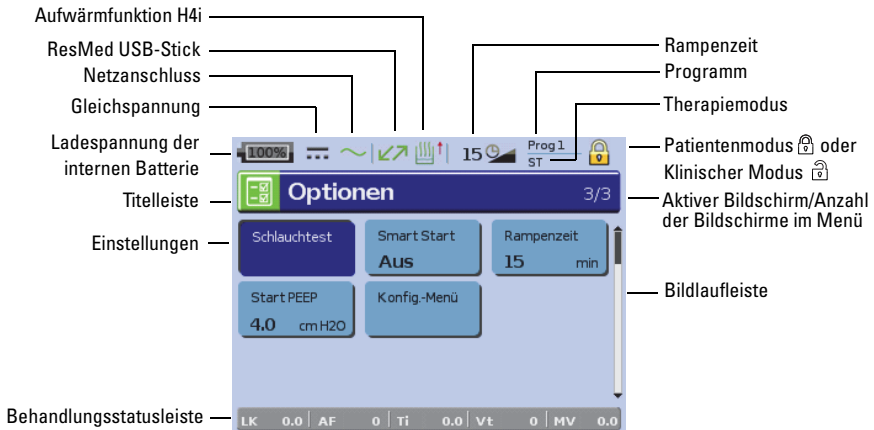 Aufwärmfunktion H4i
ResMed USB-Stick
Netzanschluss
Gleichspannung
Ladespannung der
internen Batterie
Titelleiste
Einstellungen
Behandlungsstatusleiste
Rampenzeit
Programm
Therapiemodus
Patientenmodus oder
Klinischer Modus
Aktiver Bildschirm/Anzahl
der Bildschirme im Menü
Bildlaufleiste
100% 15 Prog 1
ST
Optionen 3/3
Schlauchtest
Smart Start
Aus
Rampenzeit
15 min
Start PEEP
4.0 cm H2O
Konfig.-Menü
LK 0.0 AF 0 Ti 0.0 Vt 0 MV 0.0